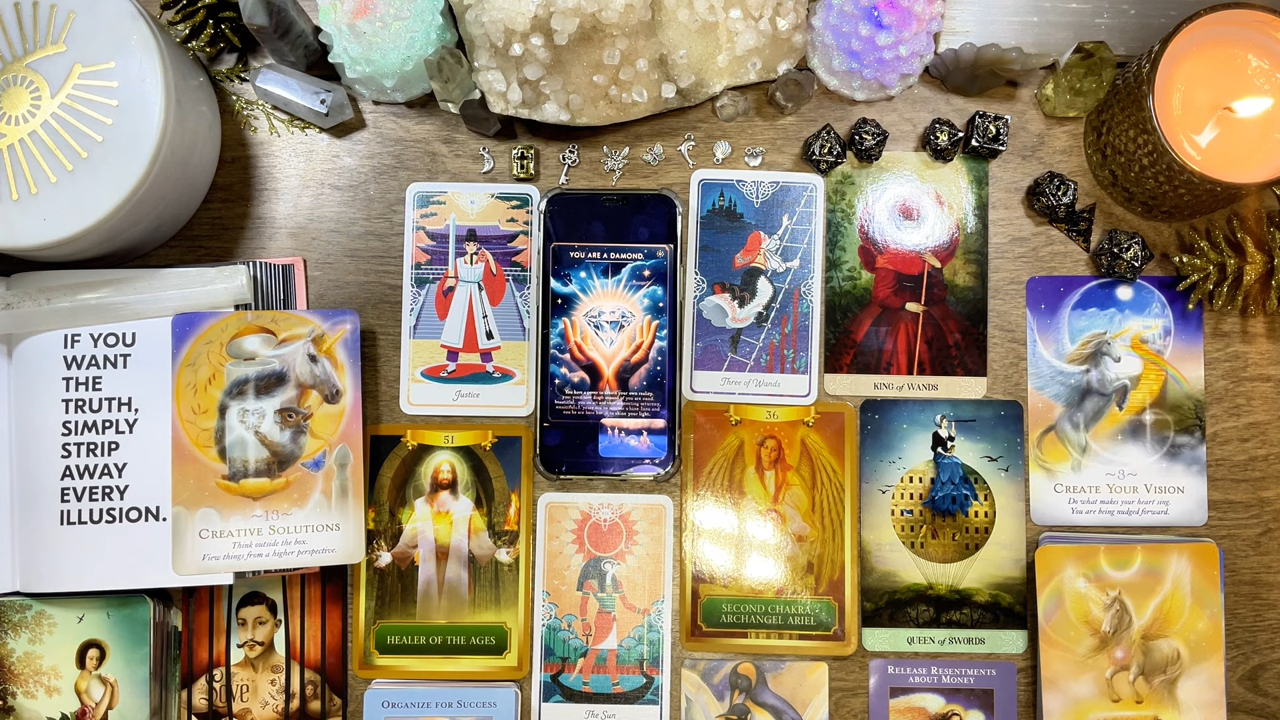 IF YOU
WANT
THE
TRUTH,
SIMPLY
STRIP
AWAY
EVERY
ILLUSION.
~13~
CREATIVE SOLUTIONS
Think outside the box.
View things from a higher perspective.
Justice
YOU ARE A DAMOND.
Three of Wands
KING of WANDS
~3~
CREATE YOUR VISION
Do what makes your heart sing.
You are being nudged forward.
51
HEALER OF THE AGES
36
SECOND CHAKRA,
ARCHANGEL ARIEL
QUEEN of SWORDS
The Sun
Love
ORGANIZE FOR SUCCESS
RELEASE RESENTMENTS
ABOUT MONEY